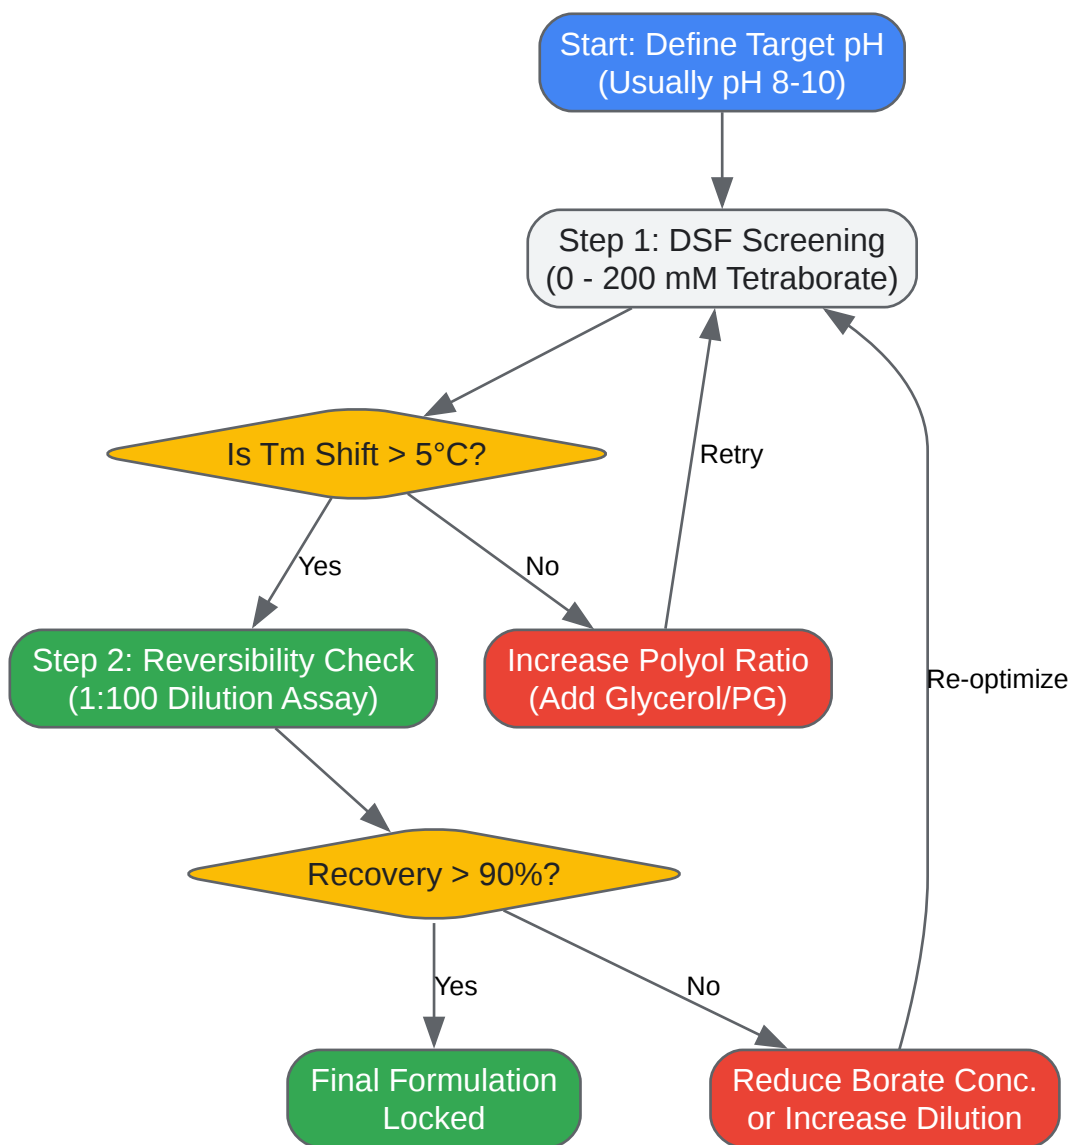 Start: Define Target pH
(Usually pH 8-10)
Step 1: DSF Screening
(0 - 200 mM Tetraborate)
Is Tm Shift > 5°C?
Retry
Yes
No
Step 2: Reversibility Check
(1:100 Dilution Assay)
Increase Polyol Ratio
(Add Glycerol/PG)
Re-optimize
Recovery > 90%?
Yes
No
Final Formulation
Locked
Reduce Borate Conc.
or Increase Dilution